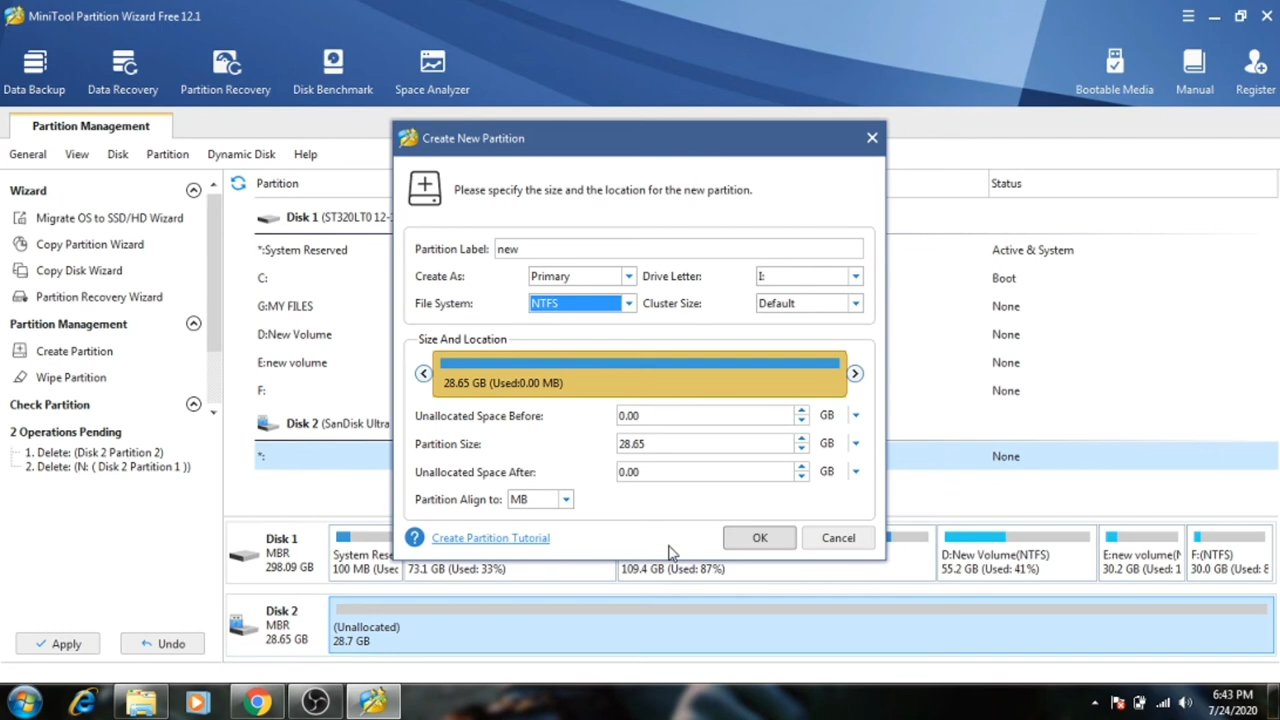 MiniTool Partition Wizard Free 12.1
Data Backup
Data Recovery
Partition Recovery
Disk Benchmark
Space Analyzer
Bootable Media
Manual
Register
Partition Management
General
View
Disk
Partition
Dynamic Disk
Help
Wizard
Migrate OS to SSD/HD Wizard
Copy Partition Wizard
Copy Disk Wizard
Partition Recovery Wizard
Partition Management
Create Partition
Wipe Partition
Check Partition
2 Operations Pending
1. Delete: (Disk 2 Partition 2)
2. Delete: (N: ( Disk 2 Partition 1 ))
Apply
Undo
Partition
Status
Disk 1 (ST320LT0 12-
*:System Reserved
Active & System
C:
Boot
G:MY FILES
None
D:New Volume
None
E:new volume
None
F:
None
Disk 2 (SanDisk Ultra
*:
None
Create New Partition
Please specify the size and the location for the new partition.
Partition Label: new
Create As: Primary
Drive Letter: I:
File System: NTFS
Cluster Size: Default
Size And Location
28.65 GB (Used:0.00 MB)
Unallocated Space Before: 0.00 GB
Partition Size: 28.65 GB
Unallocated Space After: 0.00 GB
Partition Align to: MB
? Create Partition Tutorial
OK
Cancel
Disk 1
MBR
298.09 GB
System Rese
100 MB (Usec
73.1 GB (Used: 33%)
109.4 GB (Used: 87%)
D:New Volume(NTFS)
55.2 GB (Used: 41%)
E:new volume(N
30.2 GB (Used: 1
F:(NTFS)
30.0 GB (Used: 8
Disk 2
MBR
28.65 GB
(Unallocated)
28.7 GB
6:43 PM
7/24/2020